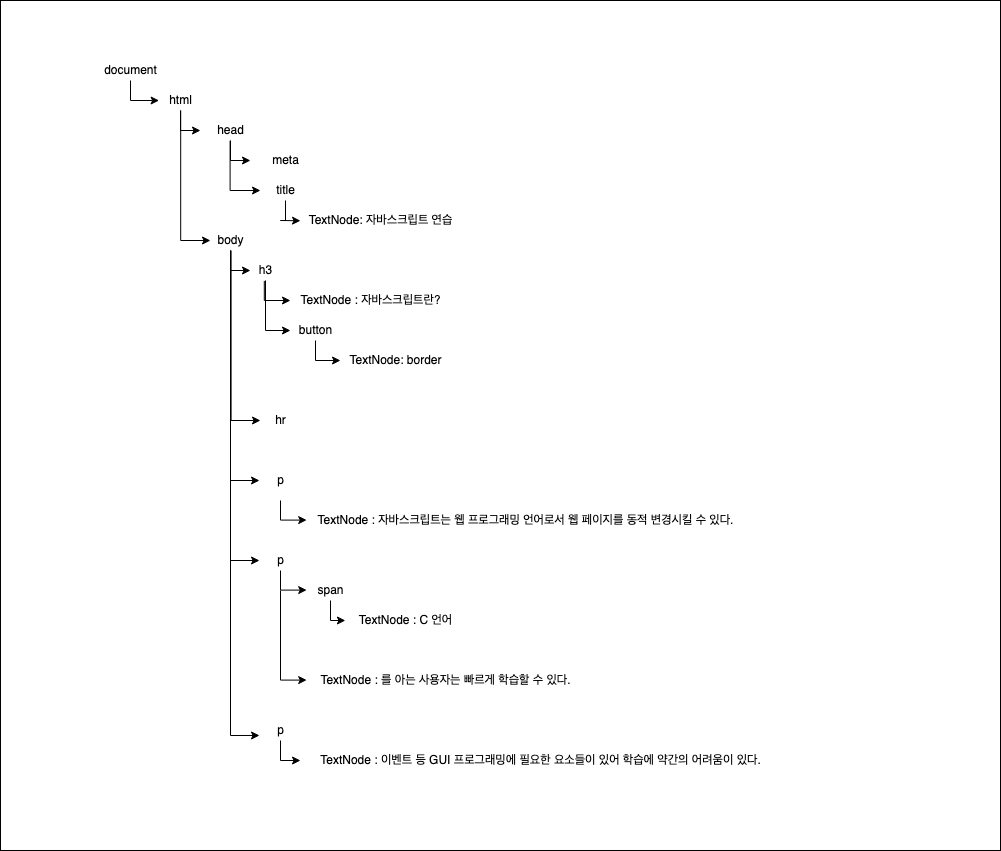 document
html
head
meta
title
TextNode: 자바스크립트 연습
body
h3
TextNode : 자바스크립트란?
button
TextNode: border
hr
p
TextNode : 자바스크립트는 웹 프로그래밍 언어로서 웹 페이지를 동적 변경시킬 수 있다.
p
span
TextNode : C 언어
TextNode : 를 아는 사용자는 빠르게 학습할 수 있다.
p
TextNode : 이벤트 등 GUI 프로그래밍에 필요한 요소들이 있어 학습에 약간의 어려움이 있다.